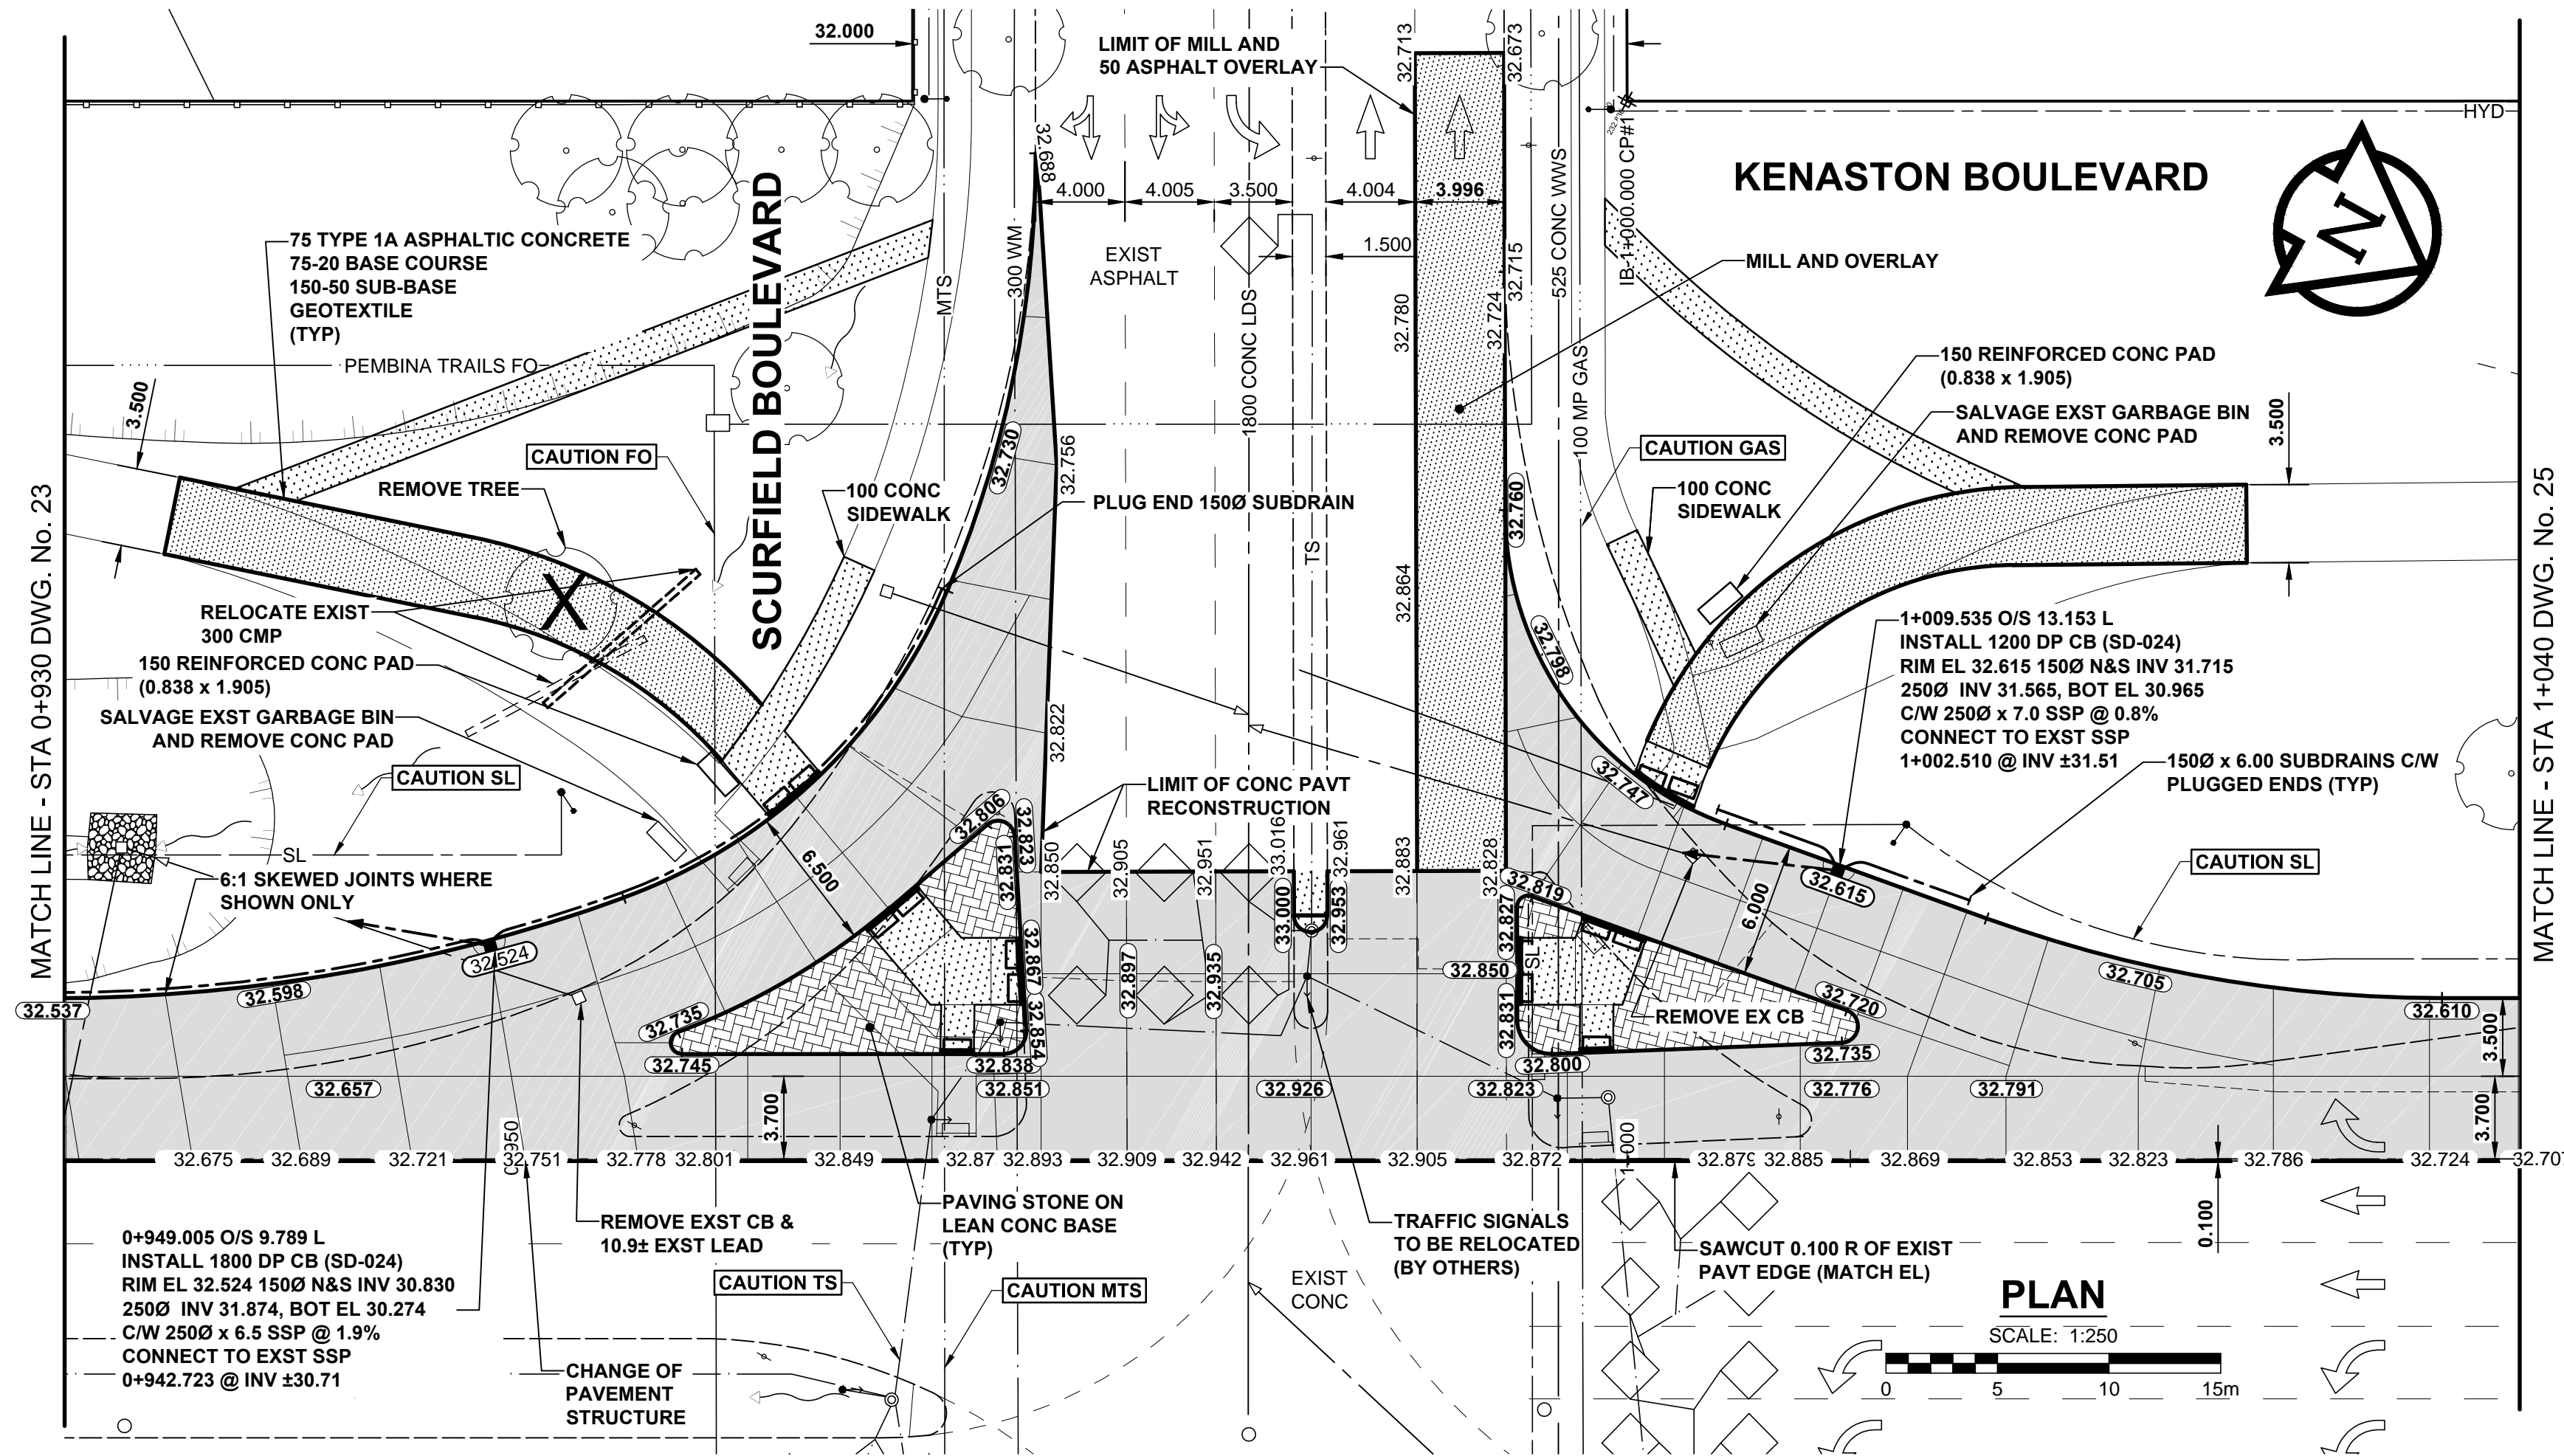 32.000
LIMIT OF MILL AND
50 ASPHALT OVERLAY
32.713
32.673
HYD
KENASTON BOULEVARD
N
SCURFIELD BOULEVARD
32.688
4.000
4.005
3.500
4.004
3.996
1.500
EXIST
ASPHALT
MTS
300 WM
1800 CONC LDS
TS
32.780
32.724
32.715
525 CONC WWS
100 MP GAS
IB-1 1+000.000 CP#1
MILL AND OVERLAY
75 TYPE 1A ASPHALTIC CONCRETE
75-20 BASE COURSE
150-50 SUB-BASE
GEOTEXTILE
(TYP)
PEMBINA TRAILS FO
3.500
150 REINFORCED CONC PAD
(0.838 x 1.905)
SALVAGE EXST GARBAGE BIN
AND REMOVE CONC PAD
3.500
CAUTION FO
CAUTION GAS
REMOVE TREE
X
100 CONC
SIDEWALK
32.730
32.756
PLUG END 150Ø SUBDRAIN
32.760
100 CONC
SIDEWALK
MATCH LINE - STA 0+930 DWG. No. 23
MATCH LINE - STA 1+040 DWG. No. 25
RELOCATE EXIST
300 CMP
150 REINFORCED CONC PAD
(0.838 x 1.905)
SALVAGE EXST GARBAGE BIN
AND REMOVE CONC PAD
CAUTION SL
32.864
32.798
1+009.535 O/S 13.153 L
INSTALL 1200 DP CB (SD-024)
RIM EL 32.615 150Ø N&S INV 31.715
250Ø INV 31.565, BOT EL 30.965
C/W 250Ø x 7.0 SSP @ 0.8%
CONNECT TO EXST SSP
1+002.510 @ INV ±31.51
150Ø x 6.00 SUBDRAINS C/W
PLUGGED ENDS (TYP)
32.822
LIMIT OF CONC PAVT
RECONSTRUCTION
32.747
SL
6:1 SKEWED JOINTS WHERE
SHOWN ONLY
6.500
32.806
32.823
32.831
32.850
32.905
32.951
33.016
32.961
32.883
32.828
32.819
32.615
6.000
CAUTION SL
32.524
32.867
32.897
32.935
33.000
32.953
32.827
32.850
SL
32.705
32.537
32.598
32.735
32.854
32.831
REMOVE EX CB
32.720
32.610
3.500
32.745
32.838
32.800
32.735
32.657
32.851
32.926
32.823
32.776
32.791
3.700
3.700
0+950
1+000
32.675
32.689
32.721
32.751
32.778
32.801
32.849
32.87
32.893
32.909
32.942
32.961
32.905
32.872
32.879
32.885
32.869
32.853
32.823
32.786
32.724
32.707
0.100
0+949.005 O/S 9.789 L
INSTALL 1800 DP CB (SD-024)
RIM EL 32.524 150Ø N&S INV 30.830
250Ø INV 31.874, BOT EL 30.274
C/W 250Ø x 6.5 SSP @ 1.9%
CONNECT TO EXST SSP
0+942.723 @ INV ±30.71
REMOVE EXST CB &
10.9± EXST LEAD
PAVING STONE ON
LEAN CONC BASE
(TYP)
CAUTION TS
CAUTION MTS
EXIST
CONC
TRAFFIC SIGNALS
TO BE RELOCATED
(BY OTHERS)
SAWCUT 0.100 R OF EXIST
PAVT EDGE (MATCH EL)
CHANGE OF
PAVEMENT
STRUCTURE
PLAN
SCALE: 1:250
0 5 10 15m